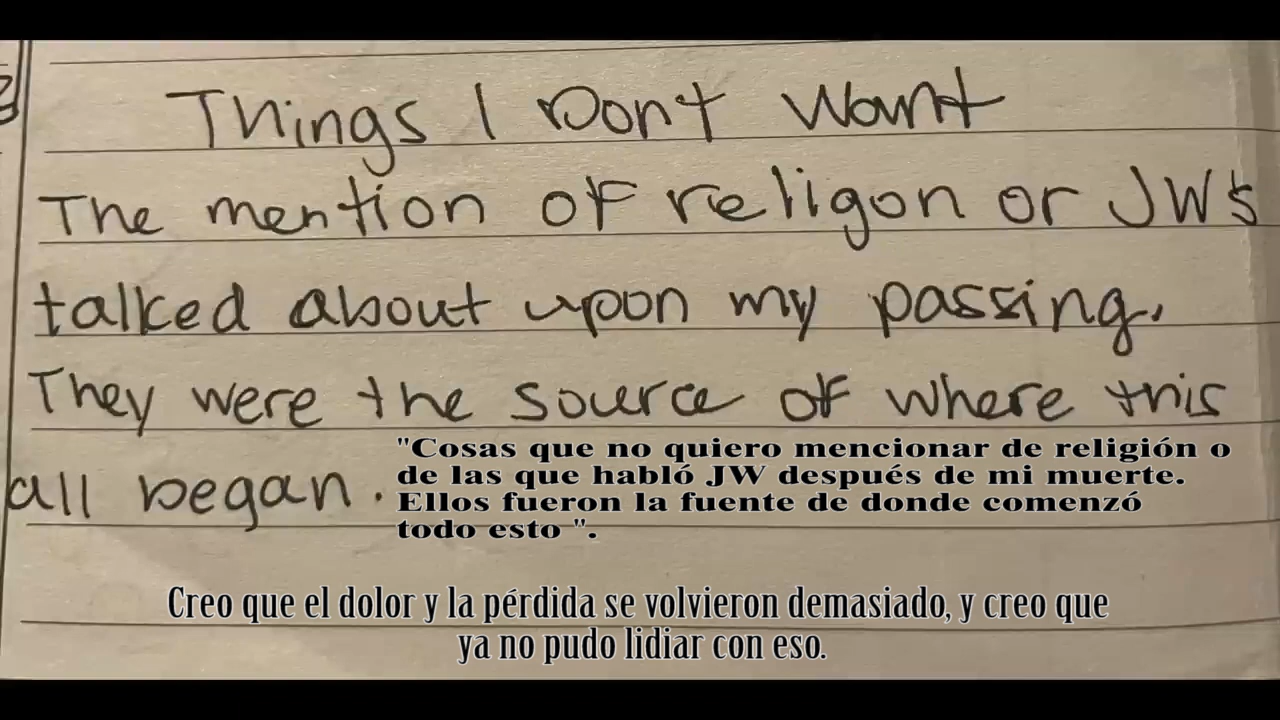 Things I Don't Want
The mention of religon or JW's
talked about upon my passing.
They were the source of where this
all began.
"Cosas que no quiero mencionar de religión o
de las que habló JW después de mi muerte.
Ellos fueron la fuente de donde comenzó
todo esto ".
Creo que el dolor y la pérdida se volvieron demasiado, y creo que
ya no pudo lidiar con eso.